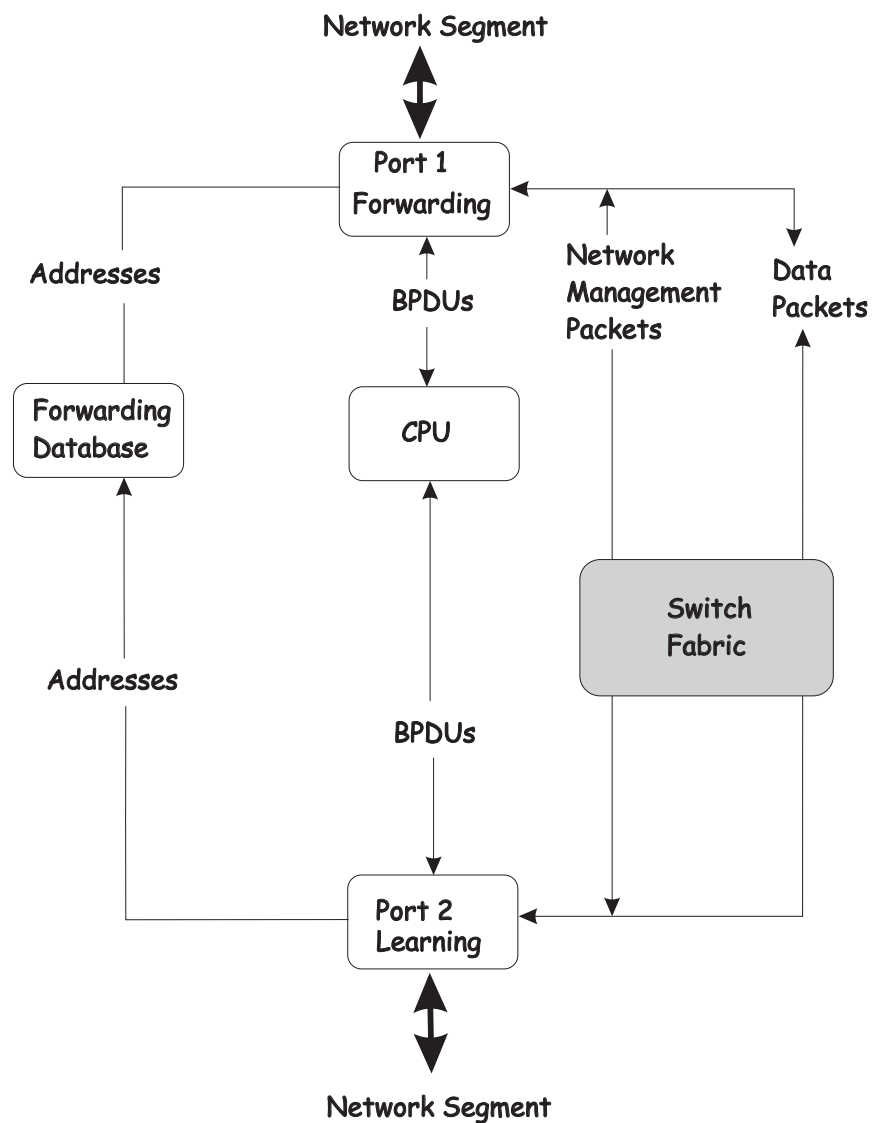 Network Segment
Port 1
Forwarding
Addresses
BPDUs
Network
Management
Packets
Data
Packets
Forwarding
Database
CPU
Switch
Fabric
Addresses
BPDUs
Port 2
Learning
Network Segment